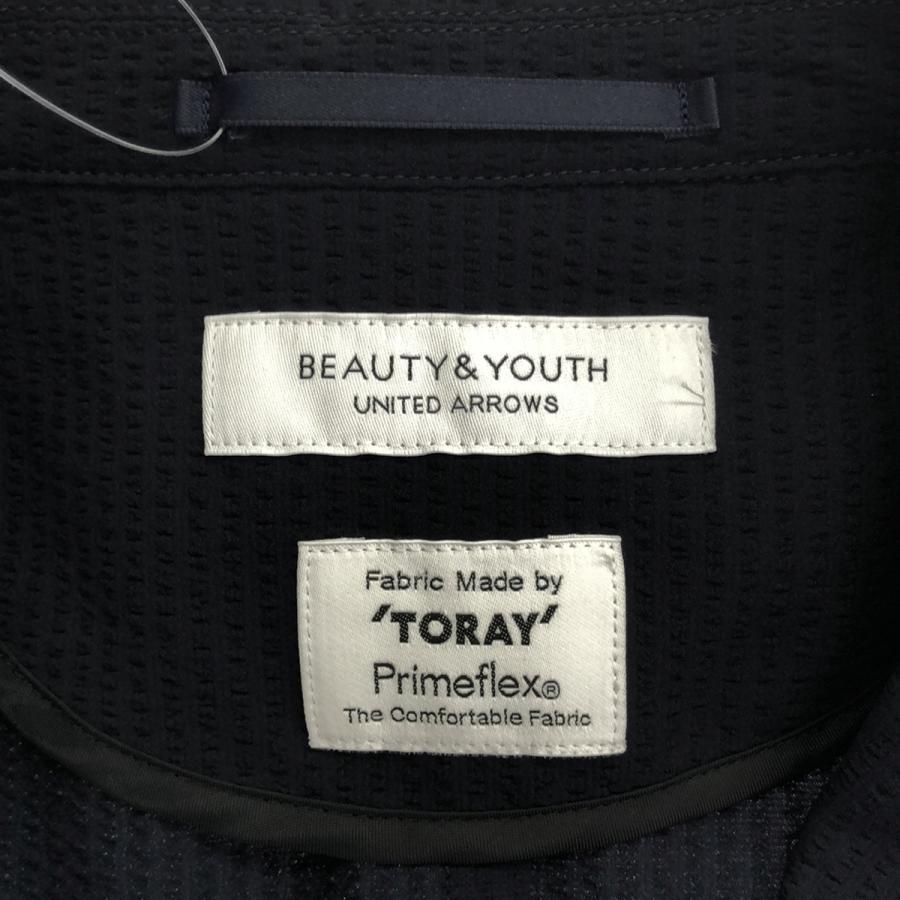 BEAUTY&YOUTH
UNITED ARROWS
Fabric Made by
'TORAY'
Primeflex®
The Comfortable Fabric